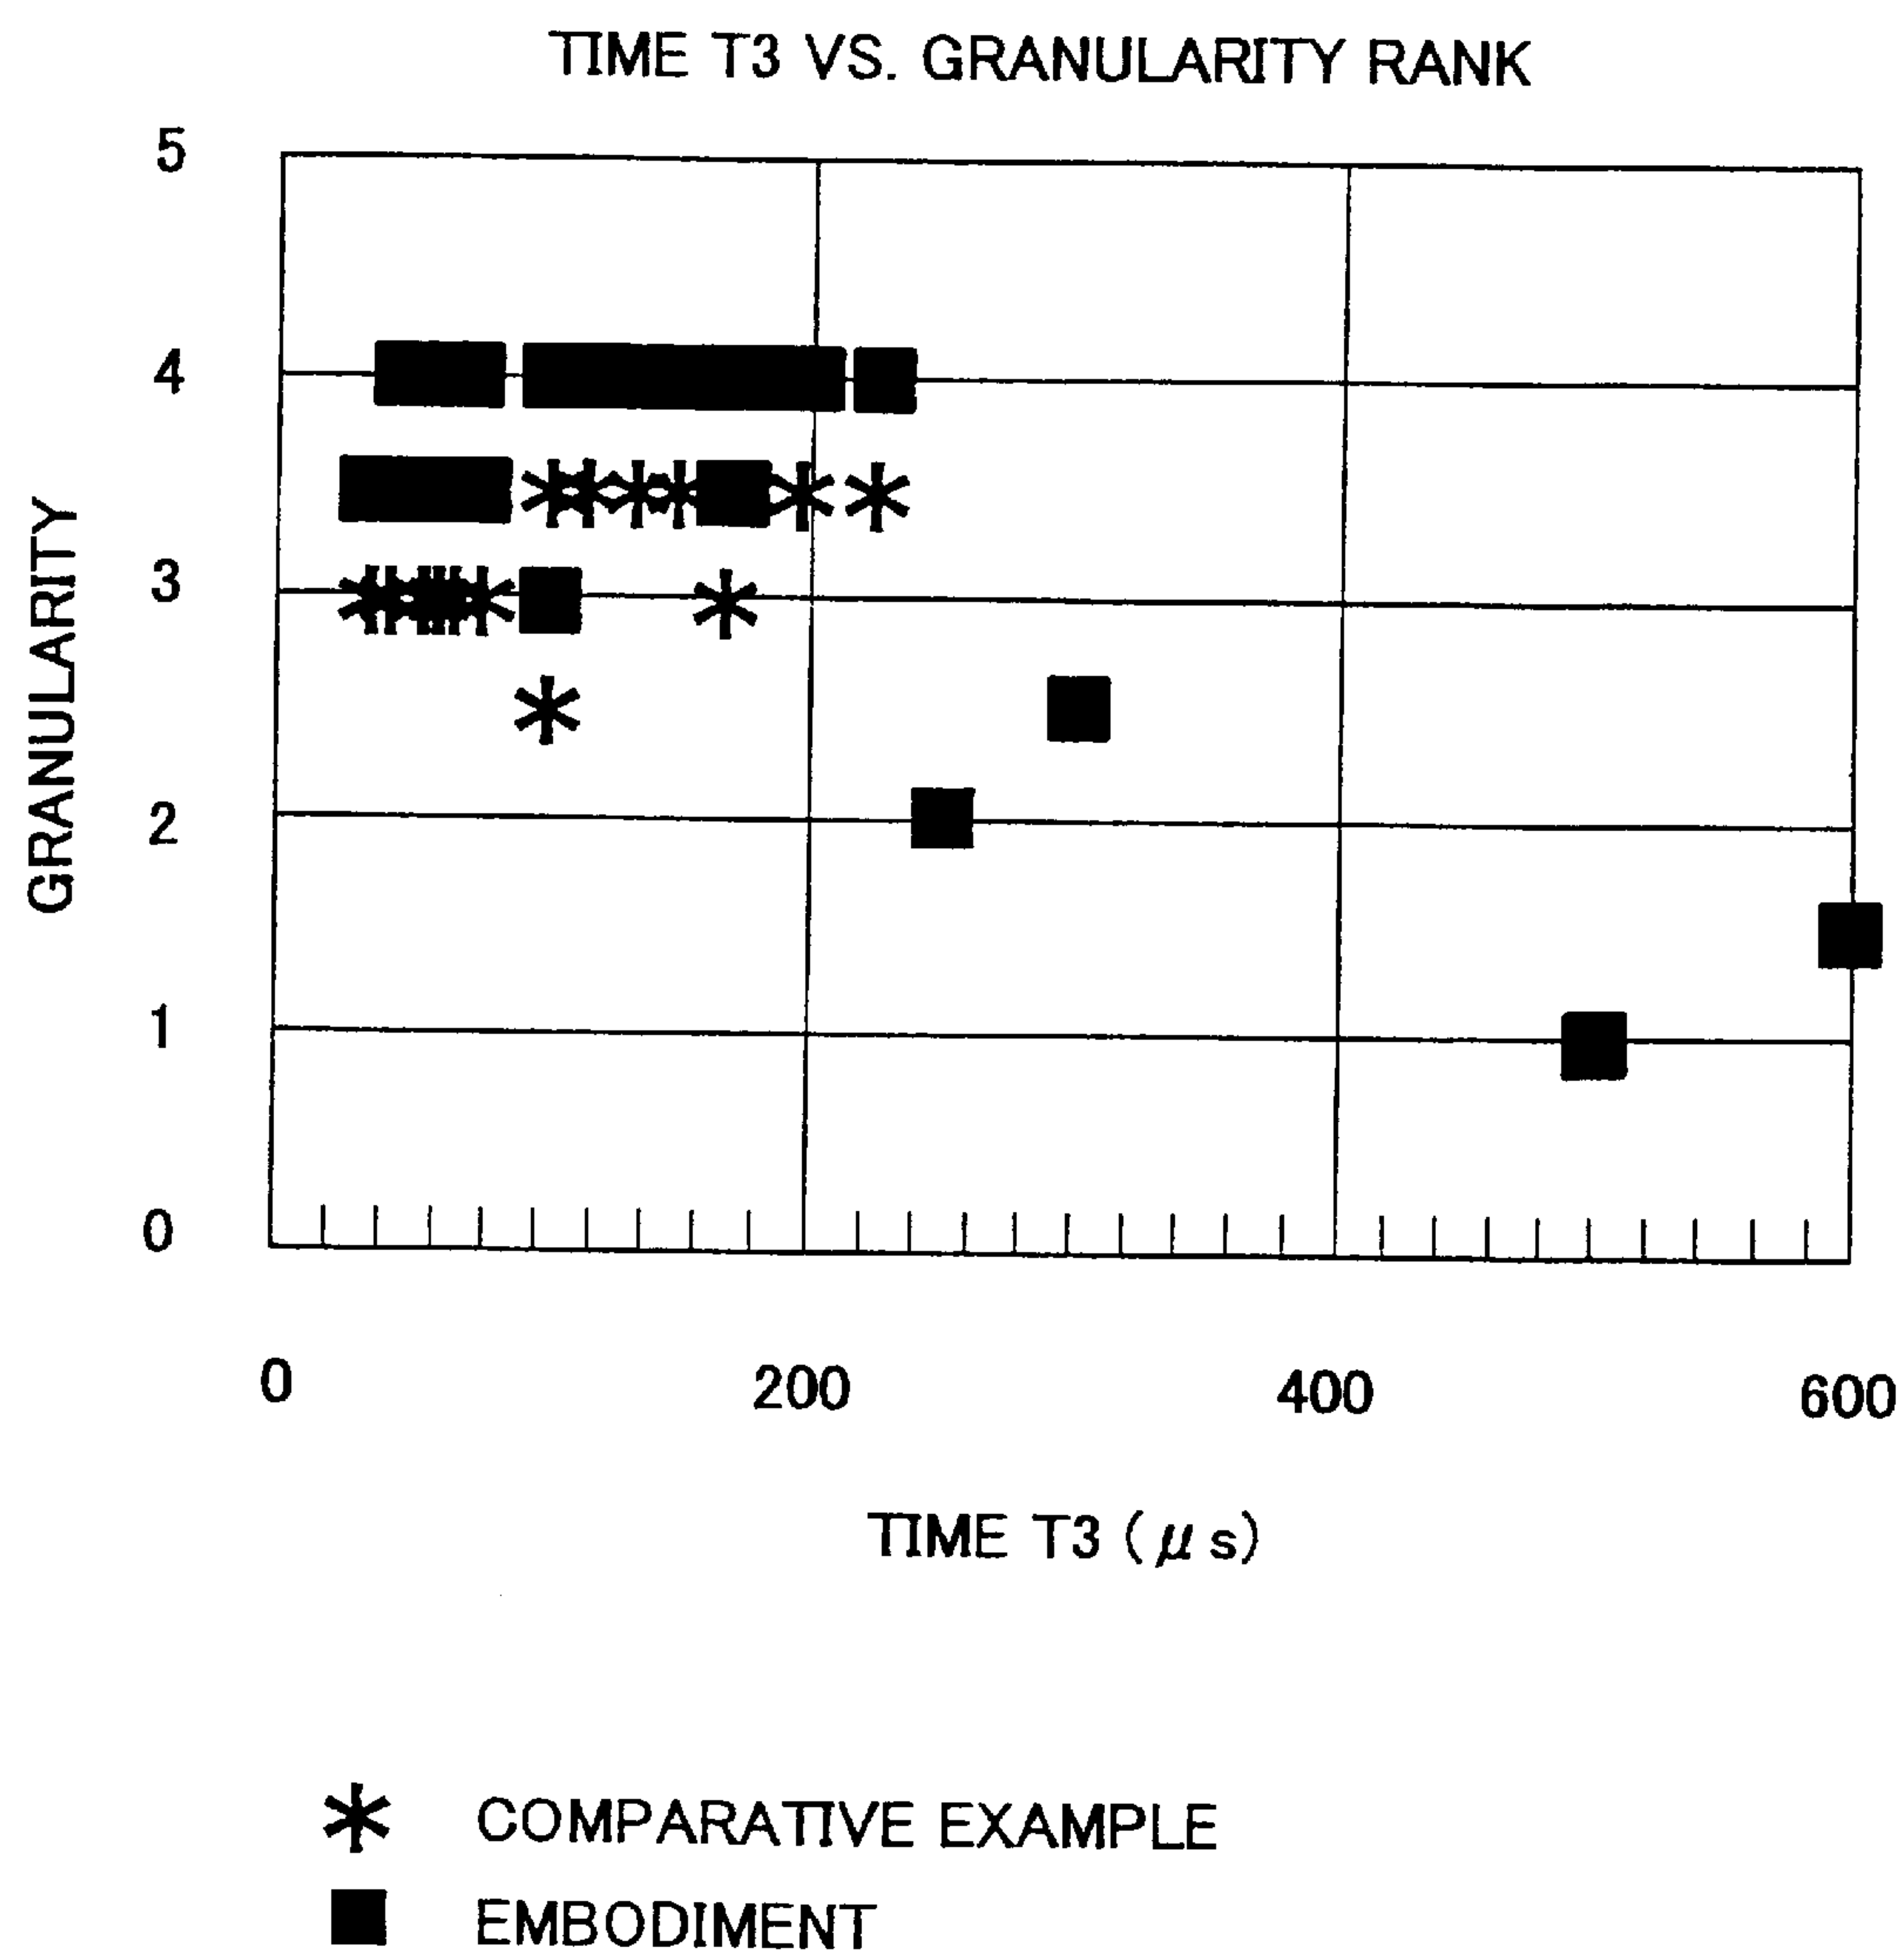 TIME T3 VS. GRANULARITY RANK
5
4
3
2
1
0
GRANULARITY
0 200 400 600
TIME T3 (μs)
* COMPARATIVE EXAMPLE
■ EMBODIMENT